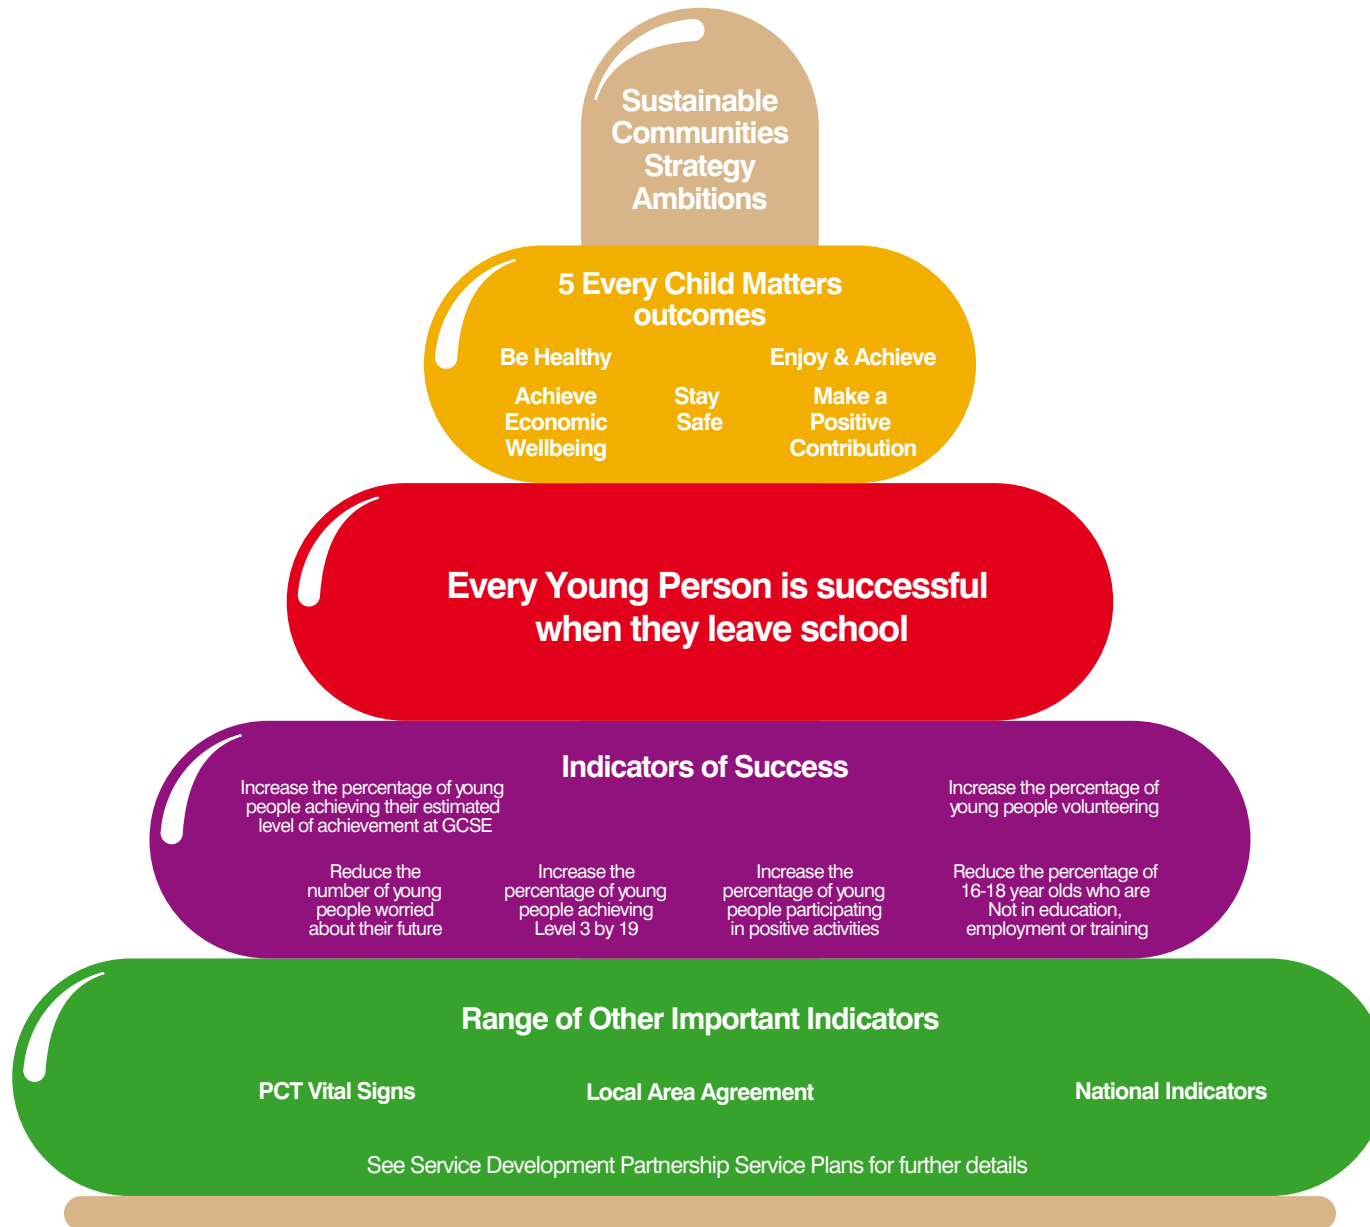 Sustainable
Communities
Strategy
Ambitions
5 Every Child Matters
outcomes
Be Healthy
Enjoy & Achieve
Achieve
Economic
Wellbeing
Stay
Safe
Make a
Positive
Contribution
Every Young Person is successful
when they leave school
Indicators of Success
Increase the percentage of young
people achieving their estimated
level of achievement at GCSE
Increase the percentage of
young people volunteering
Reduce the
number of young
people worried
about their future
Increase the
percentage of young
people achieving
Level 3 by 19
Increase the
percentage of young
people participating
in positive activities
Reduce the percentage of
16-18 year olds who are
Not in education,
employment or training
Range of Other Important Indicators
PCT Vital Signs
Local Area Agreement
National Indicators
See Service Development Partnership Service Plans for further details